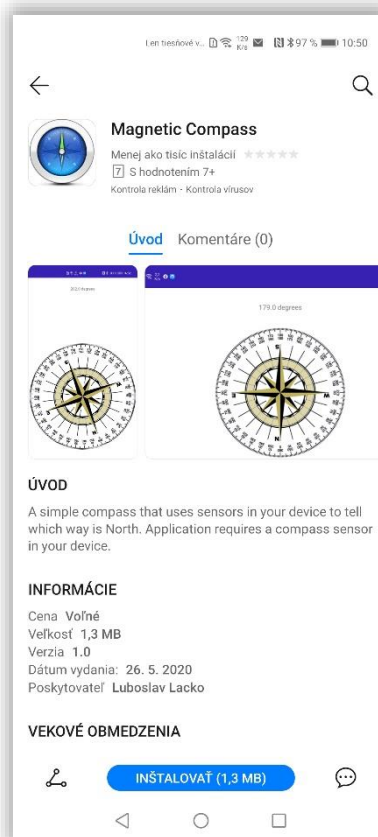 Len tiesňové v... 129 K/s 97 % 10:50
Magnetic Compass
Menej ako tisíc inštalácií
7 S hodnotením 7+
Kontrola reklám - Kontrola vírusov
Úvod Komentáre (0)
179.0 degrees
ÚVOD
A simple compass that uses sensors in your device to tell
which way is North. Application requires a compass sensor
in your device.
INFORMÁCIE
Cena Voľné
Veľkosť 1,3 MB
Verzia 1.0
Dátum vydania: 26. 5. 2020
Poskytovateľ Luboslav Lacko
VEKOVÉ OBMEDZENIA
INŠTALOVAŤ (1,3 MB)